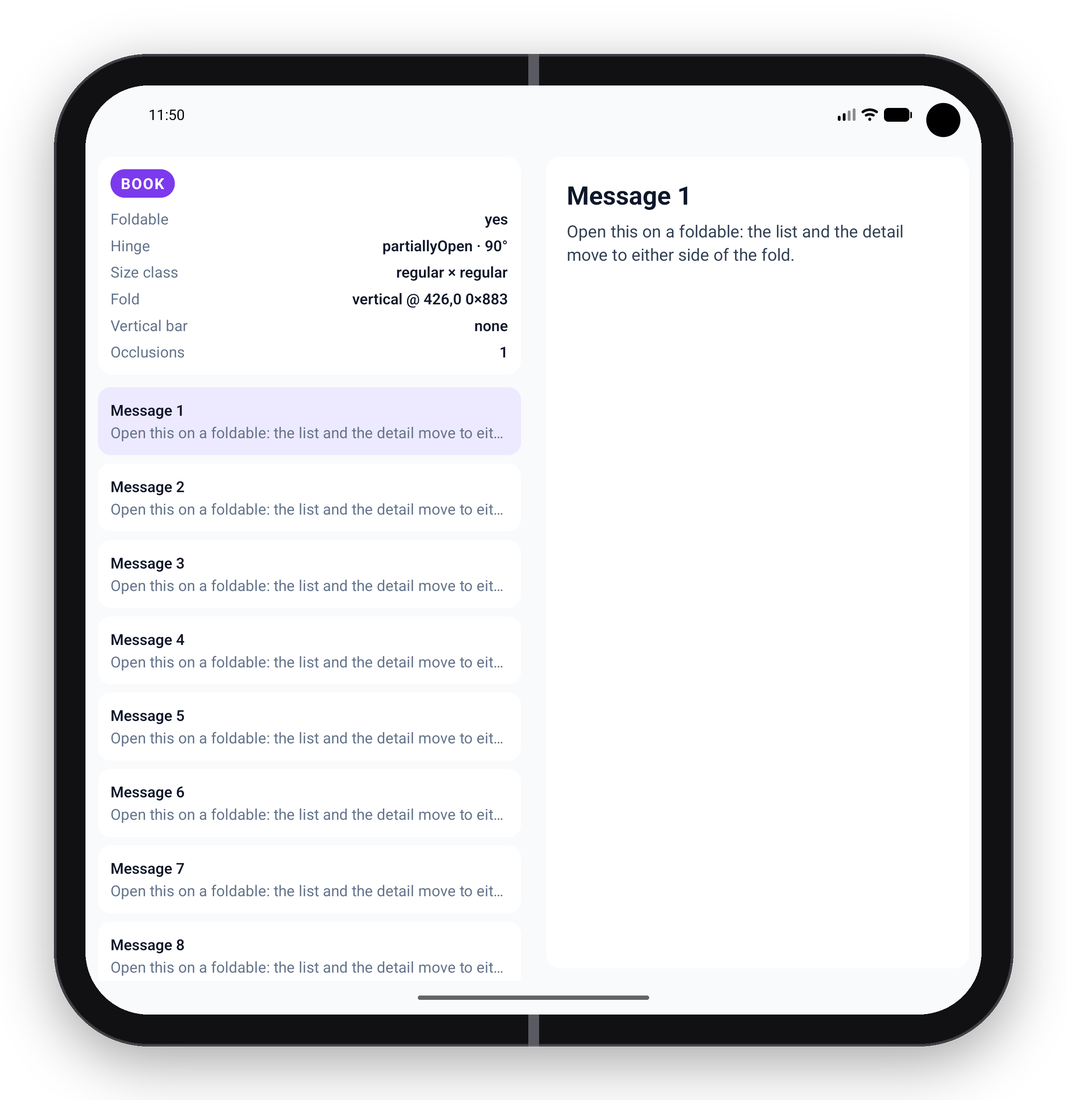 11:50
BOOK
Foldable yes
Hinge partiallyOpen · 90°
Size class regular × regular
Fold vertical @ 426,0 0×883
Vertical bar none
Occlusions 1
Message 1
Open this on a foldable: the list and the detail move to eit…
Message 2
Open this on a foldable: the list and the detail move to eit…
Message 3
Open this on a foldable: the list and the detail move to eit…
Message 4
Open this on a foldable: the list and the detail move to eit…
Message 5
Open this on a foldable: the list and the detail move to eit…
Message 6
Open this on a foldable: the list and the detail move to eit…
Message 7
Open this on a foldable: the list and the detail move to eit…
Message 8
Open this on a foldable: the list and the detail move to eit…
Message 1
Open this on a foldable: the list and the detail
move to either side of the fold.